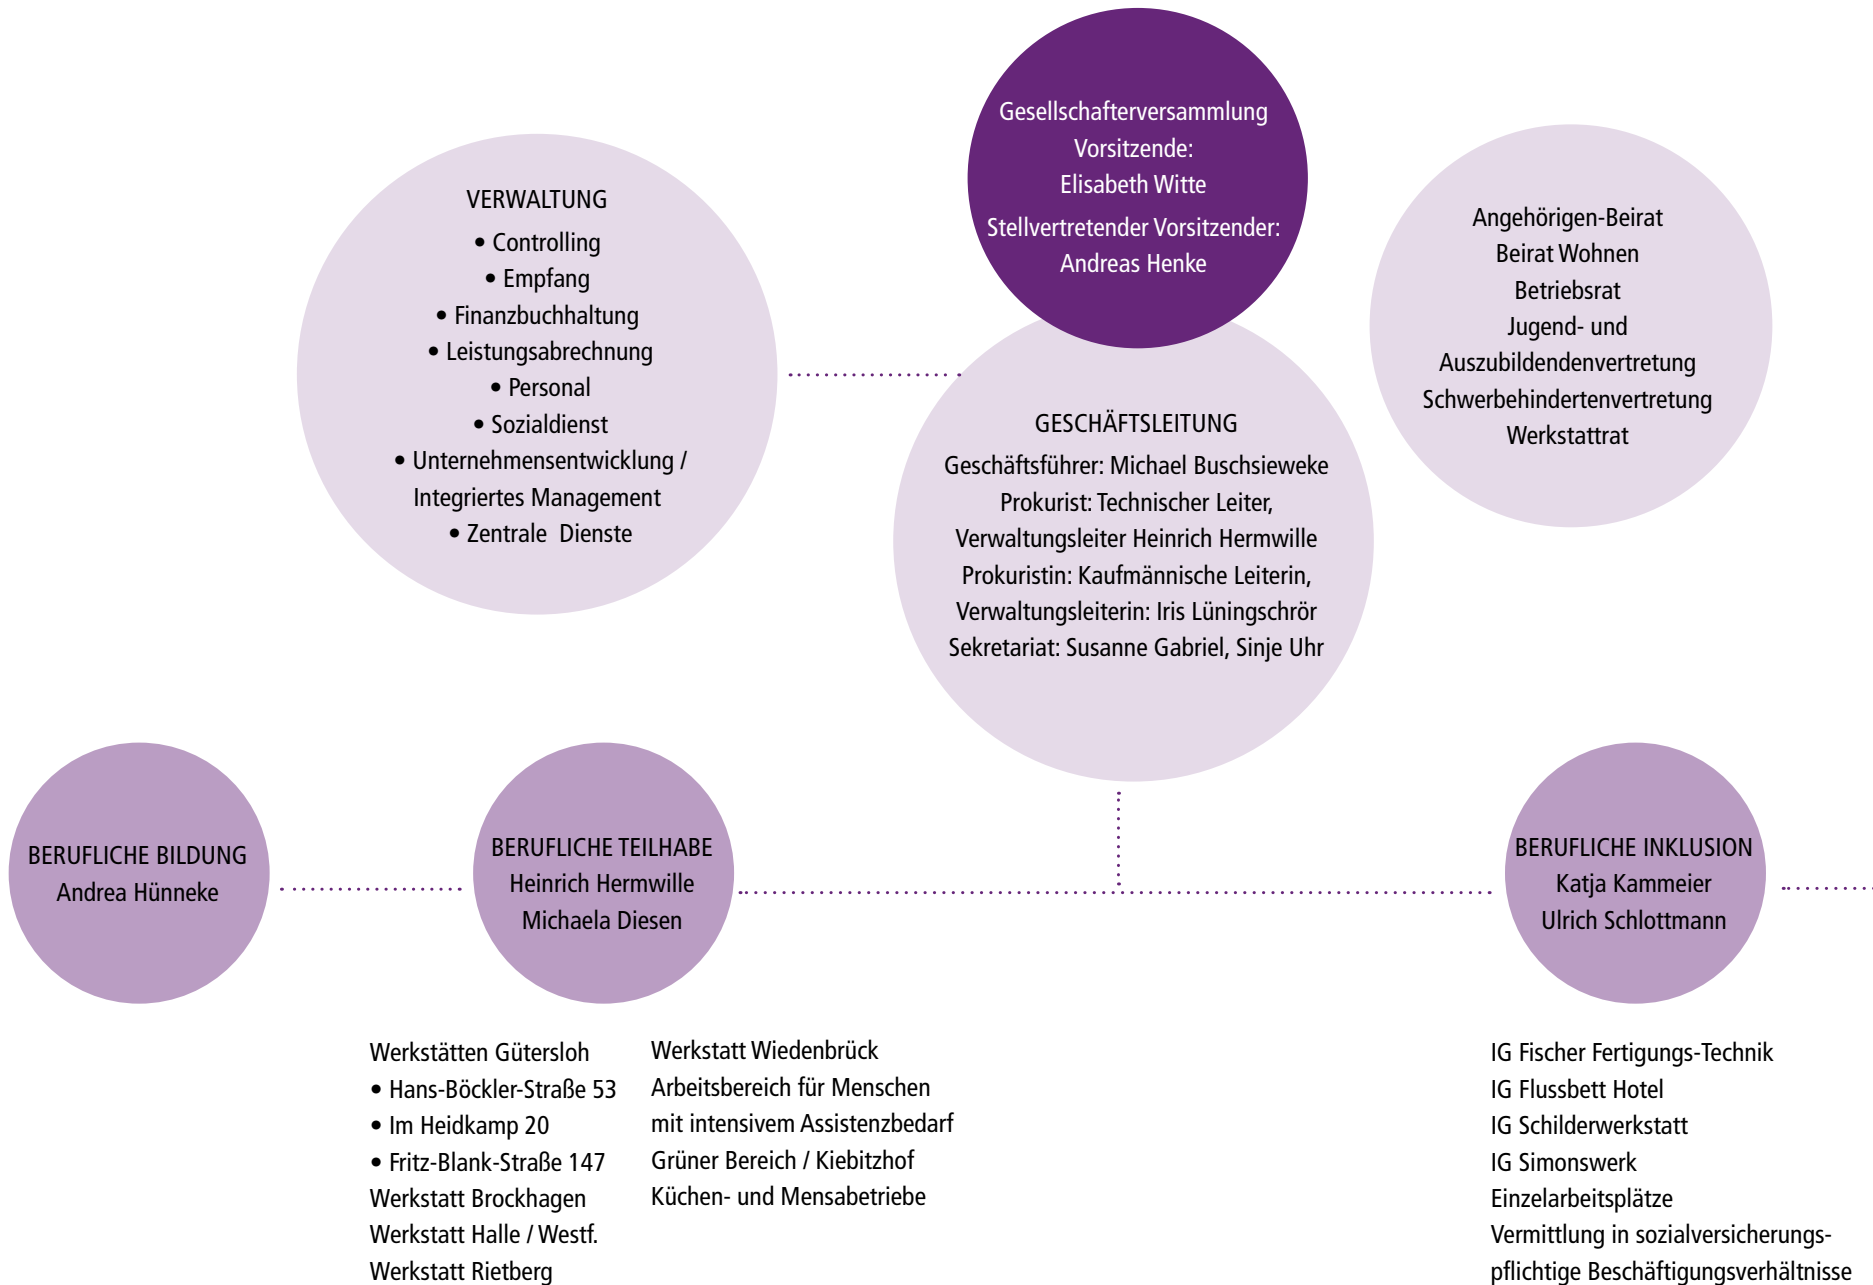 Gesellschafterversammlung
Vorsitzende:
Elisabeth Witte
Stellvertretender Vorsitzender:
Andreas Henke
VERWALTUNG
• Controlling
• Empfang
• Finanzbuchhaltung
• Leistungsabrechnung
• Personal
• Sozialdienst
• Unternehmensentwicklung /
Integriertes Management
• Zentrale Dienste
GESCHÄFTSLEITUNG
Geschäftsführer: Michael Buschsieweke
Prokurist: Technischer Leiter,
Verwaltungsleiter Heinrich Hermwille
Prokuristin: Kaufmännische Leiterin,
Verwaltungsleiterin: Iris Lüningschrör
Sekretariat: Susanne Gabriel, Sinje Uhr
Angehörigen-Beirat
Beirat Wohnen
Betriebsrat
Jugend- und
Auszubildendenvertretung
Schwerbehindertenvertretung
Werkstattrat
BERUFLICHE BILDUNG
Andrea Hünneke
BERUFLICHE TEILHABE
Heinrich Hermwille
Michaela Diesen
BERUFLICHE INKLUSION
Katja Kammeier
Ulrich Schlottmann
Werkstätten Gütersloh
• Hans-Böckler-Straße 53
• Im Heidkamp 20
• Fritz-Blank-Straße 147
Werkstatt Brockhagen
Werkstatt Halle / Westf.
Werkstatt Rietberg
Werkstatt Wiedenbrück
Arbeitsbereich für Menschen
mit intensivem Assistenzbedarf
Grüner Bereich / Kiebitzhof
Küchen- und Mensabetriebe
IG Fischer Fertigungs-Technik
IG Flussbett Hotel
IG Schilderwerkstatt
IG Simonswerk
Einzelarbeitsplätze
Vermittlung in sozialversicherungs-
pflichtige Beschäftigungsverhältnisse